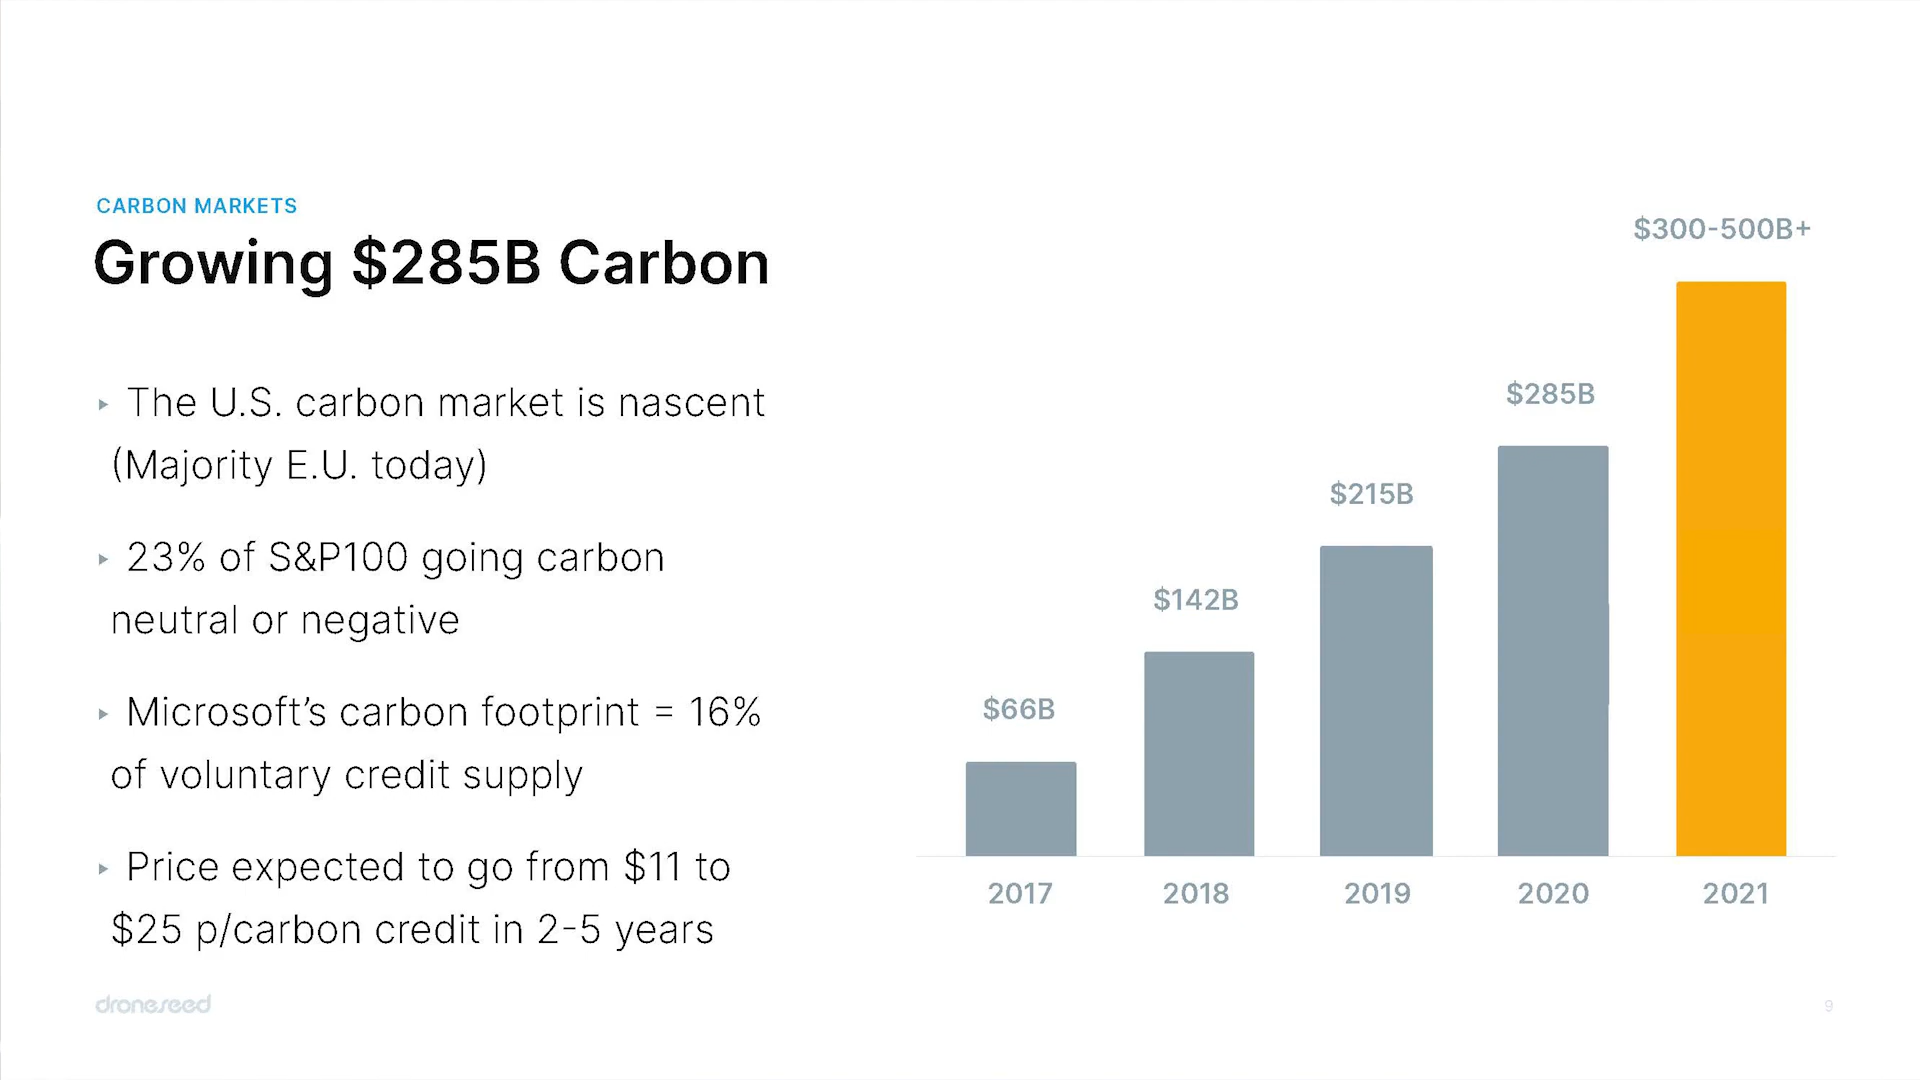 CARBON MARKETS
Growing $285B Carbon
‣ The U.S. carbon market is nascent
(Majority E.U. today)
‣ 23% of S&P100 going carbon
neutral or negative
‣ Microsoft’s carbon footprint = 16%
of voluntary credit supply
‣ Price expected to go from $11 to
$25 p/carbon credit in 2-5 years
$66B
$142B
$215B
$285B
$300-500B+
2017
2018
2019
2020
2021
droneseed
9